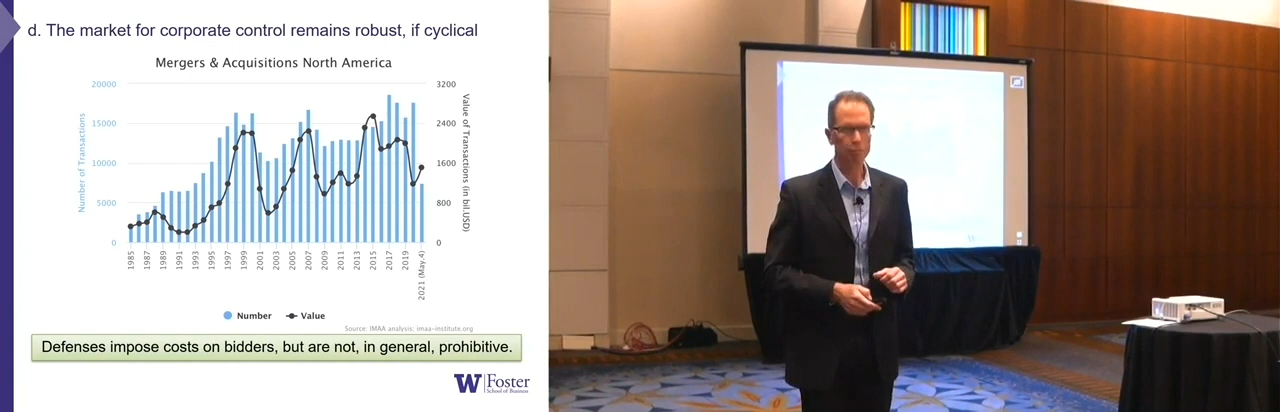 d. The market for corporate control remains robust, if cyclical
Mergers & Acquisitions North America
20000
15000
10000
5000
0
Number of Transactions
3200
2400
1600
800
0
Value of Transactions (in bil.USD)
1985
1987
1989
1991
1993
1995
1997
1999
2001
2003
2005
2007
2009
2011
2013
2015
2017
2019
2021 (May.4)
Number
Value
Source: IMAA analysis; imaa-institute.org
Defenses impose costs on bidders, but are not, in general, prohibitive.
W Foster
School of Business